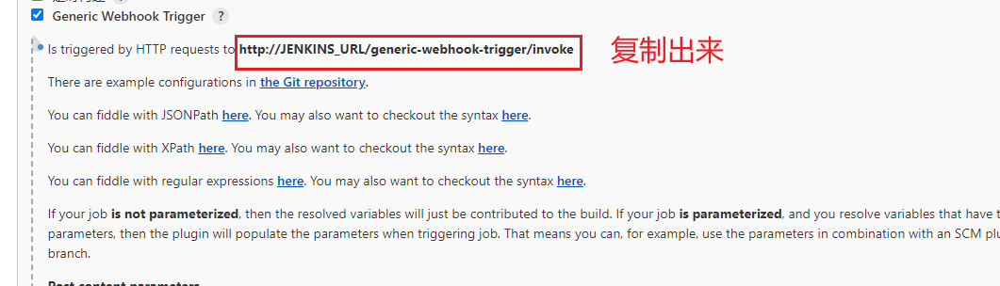 Generic Webhook Trigger ?
Is triggered by HTTP requests to http://JENKINS_URL/generic-webhook-trigger/invoke 复制出来
There are example configurations in the Git repository.
You can fiddle with JSONPath here. You may also want to checkout the syntax here.
You can fiddle with XPath here. You may also want to checkout the syntax here.
You can fiddle with regular expressions here. You may also want to checkout the syntax here.
If your job is not parameterized, then the resolved variables will just be contributed to the build. If your job is parameterized, and you resolve variables that have t
parameters, then the plugin will populate the parameters when triggering job. That means you can, for example, use the parameters in combination with an SCM plu
branch.
Post content parameters